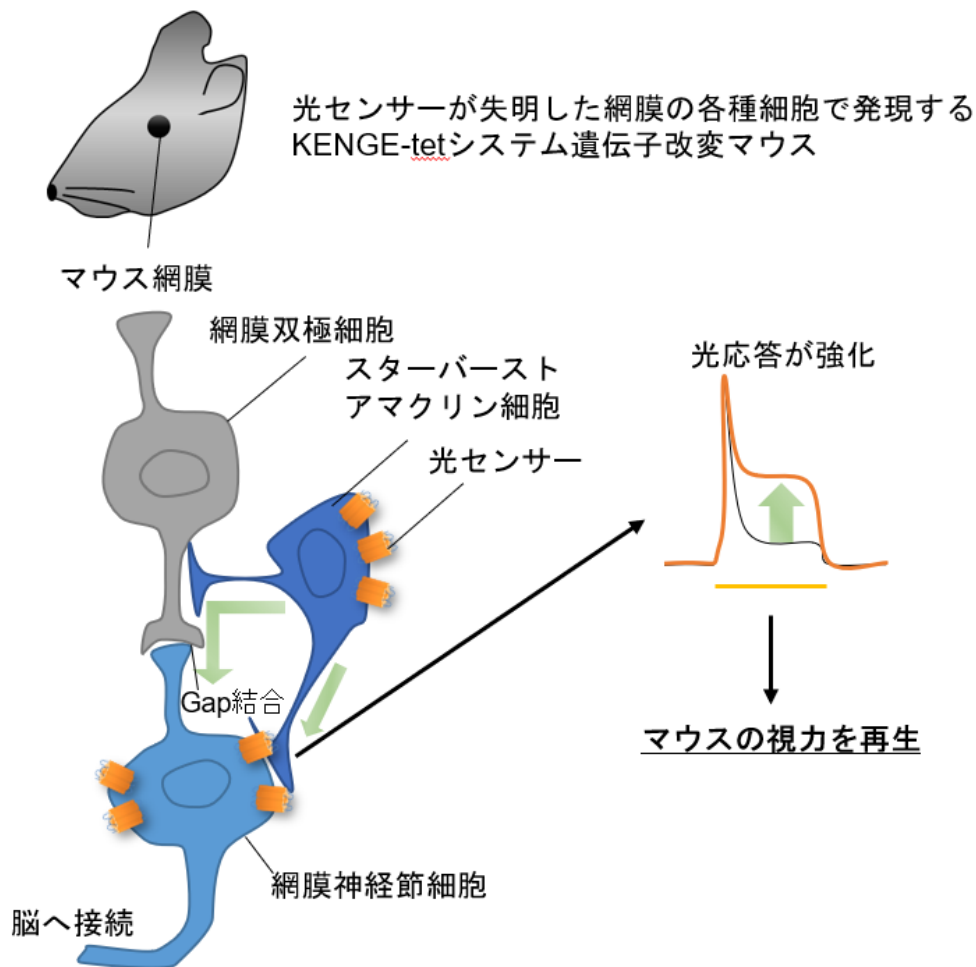 光センサーが失明した網膜の各種細胞で発現する
KENGE-tetシステム遺伝子改変マウス
マウス網膜
網膜双極細胞
スターバースト
アマクリン細胞
光センサー
光応答が強化
Gap結合
マウスの視力を再生
網膜神経節細胞
脳へ接続